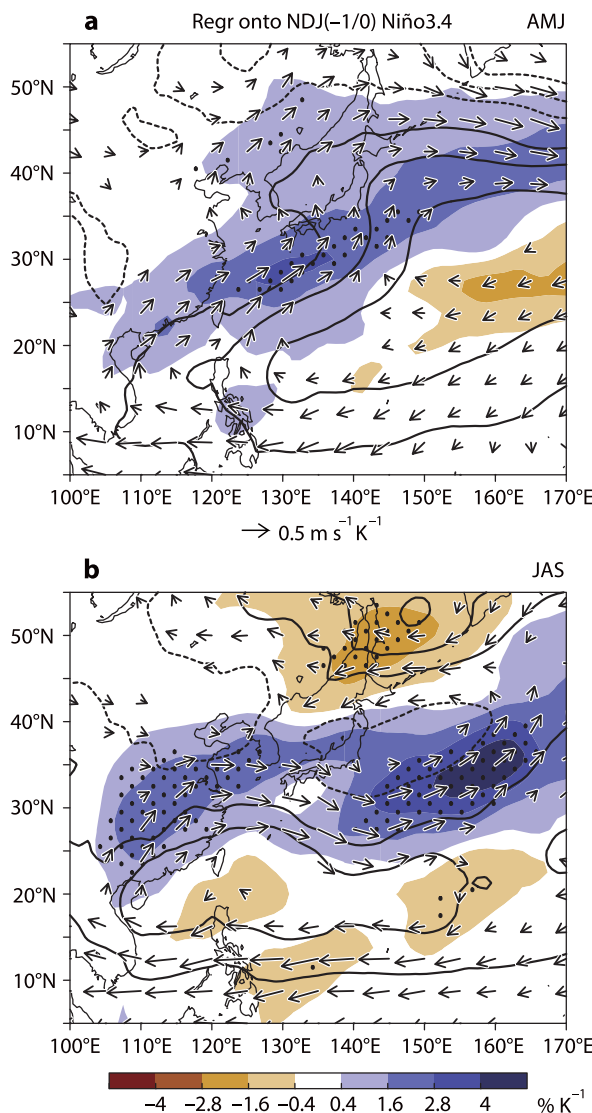 a Regr onto NDJ(−1/0) Niño3.4 AMJ
50°N
40°N
30°N
20°N
10°N
100°E 110°E 120°E 130°E 140°E 150°E 160°E 170°E
0.5 m s⁻¹ K⁻¹
b JAS
50°N
40°N
30°N
20°N
10°N
100°E 110°E 120°E 130°E 140°E 150°E 160°E 170°E
−4 −2.8 −1.6 −0.4 0.4 1.6 2.8 4 % K⁻¹